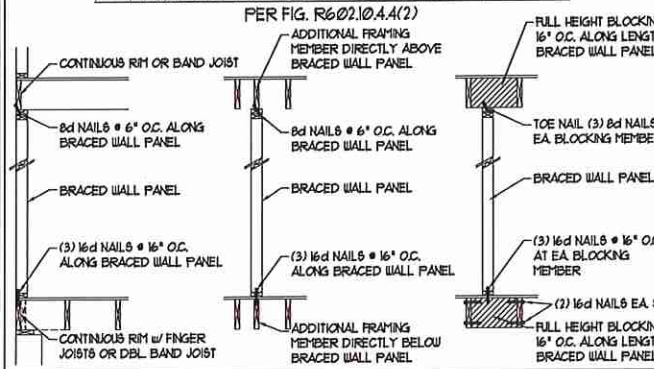 PER FIG. R602.10.4.4(2)
CONTINUOUS RIM OR BAND JOIST
8d NAILS @ 6" O.C. ALONG
BRACED WALL PANEL
BRACED WALL PANEL
(3) 16d NAILS @ 16" O.C.
ALONG BRACED WALL PANEL
CONTINUOUS RIM w/ FINGER
JOISTS OR DBL. BAND JOIST
ADDITIONAL FRAMING
MEMBER DIRECTLY ABOVE
BRACED WALL PANEL
8d NAILS @ 6" O.C. ALONG
BRACED WALL PANEL
BRACED WALL PANEL
(3) 16d NAILS @ 16" O.C.
ALONG BRACED WALL PANEL
ADDITIONAL FRAMING
MEMBER DIRECTLY BELOW
BRACED WALL PANEL
FULL HEIGHT
16" O.C. ALONG
BRACED WALL PANEL
TOE NAIL (3) 8d NAILS
EA. BLOCKING
BRACED WALL PANEL
(3) 16d NAILS @ 16"
AT EA. BLOCKING
MEMBER
(2) 16d NAILS EA.
FULL HEIGHT
16" O.C. ALONG
BRACED WALL PANEL